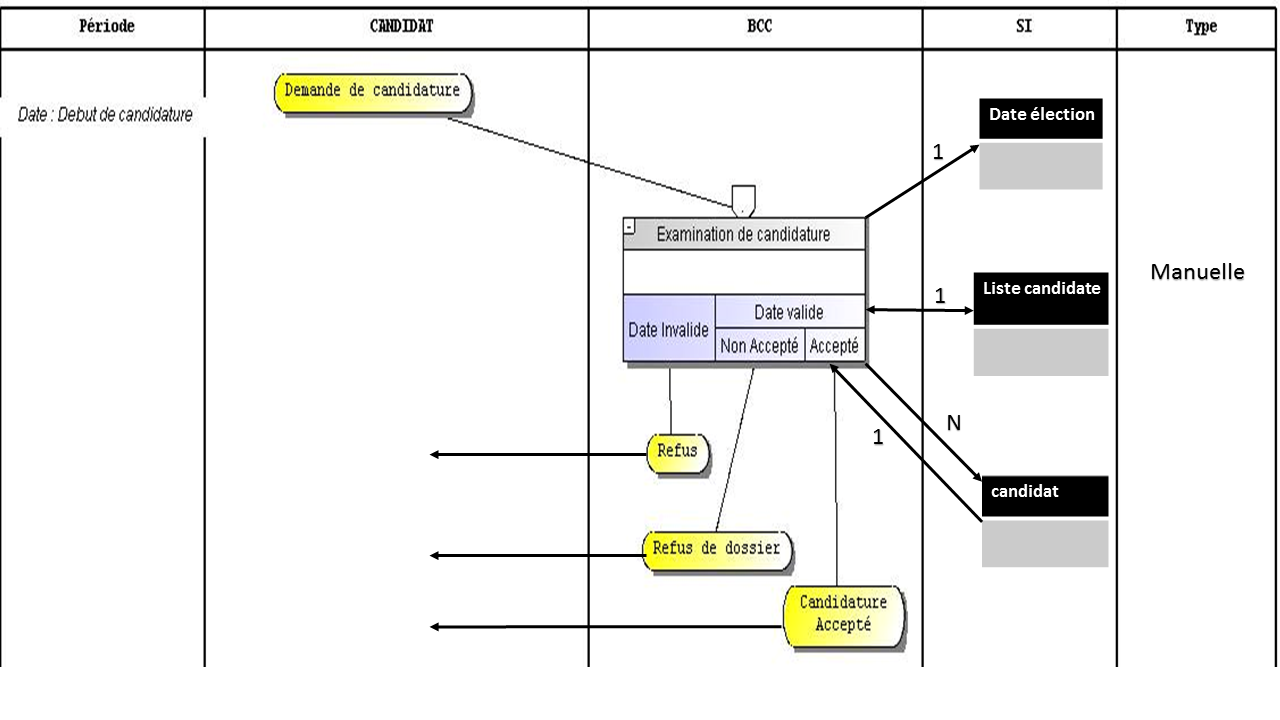 Période
CANDIDAT
BCC
SI
Type
Demande de candidature
Date : Debut de candidature
Date élection
1
-
Examination de candidature
Manuelle
Liste candidate
1
Date Invalide
Date valide
Non Accepté
Accepté
N
1
Refus
candidat
Refus de dossier
Candidature
Accepté